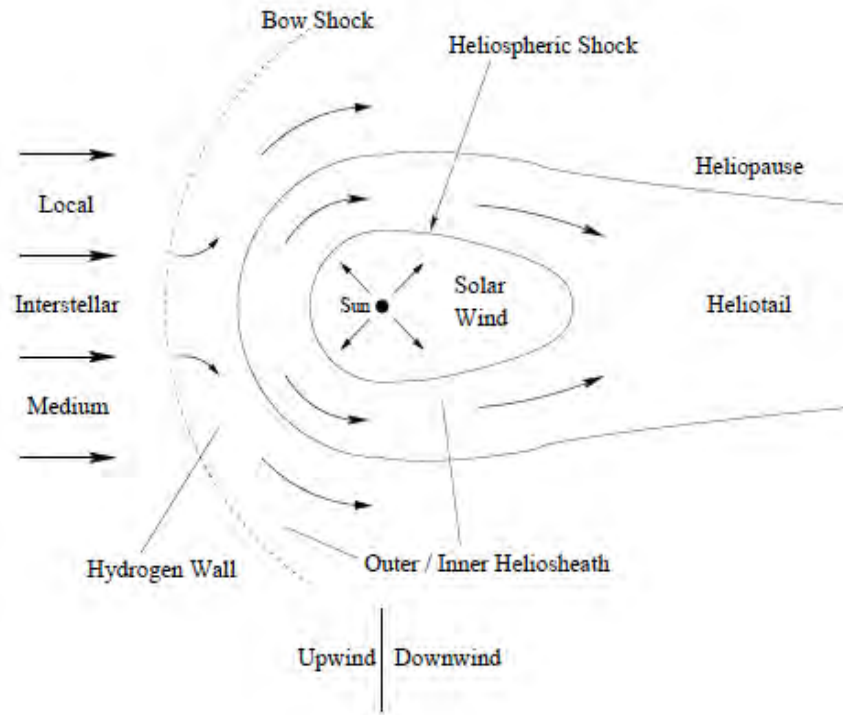 Bow Shock
Heliospheric Shock
Heliopause
Local
Interstellar
Medium
Sun
Solar
Wind
Heliotail
Hydrogen Wall
Outer / Inner Heliosheath
Upwind
Downwind